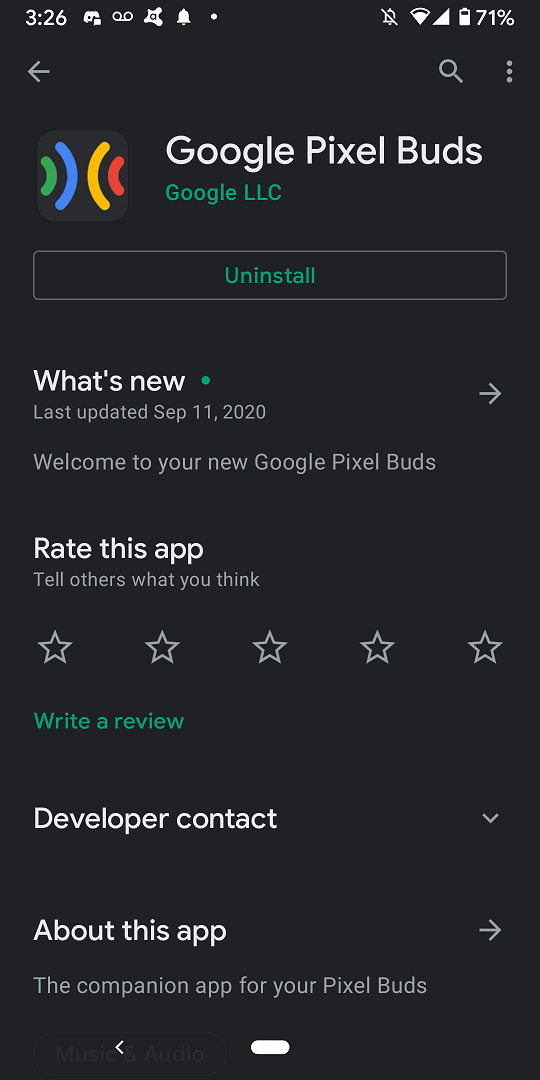 3:26
71%
Google Pixel Buds
Google LLC
Uninstall
What's new
Last updated Sep 11, 2020
Welcome to your new Google Pixel Buds
Rate this app
Tell others what you think
Write a review
Developer contact
About this app
The companion app for your Pixel Buds
Music & Audio